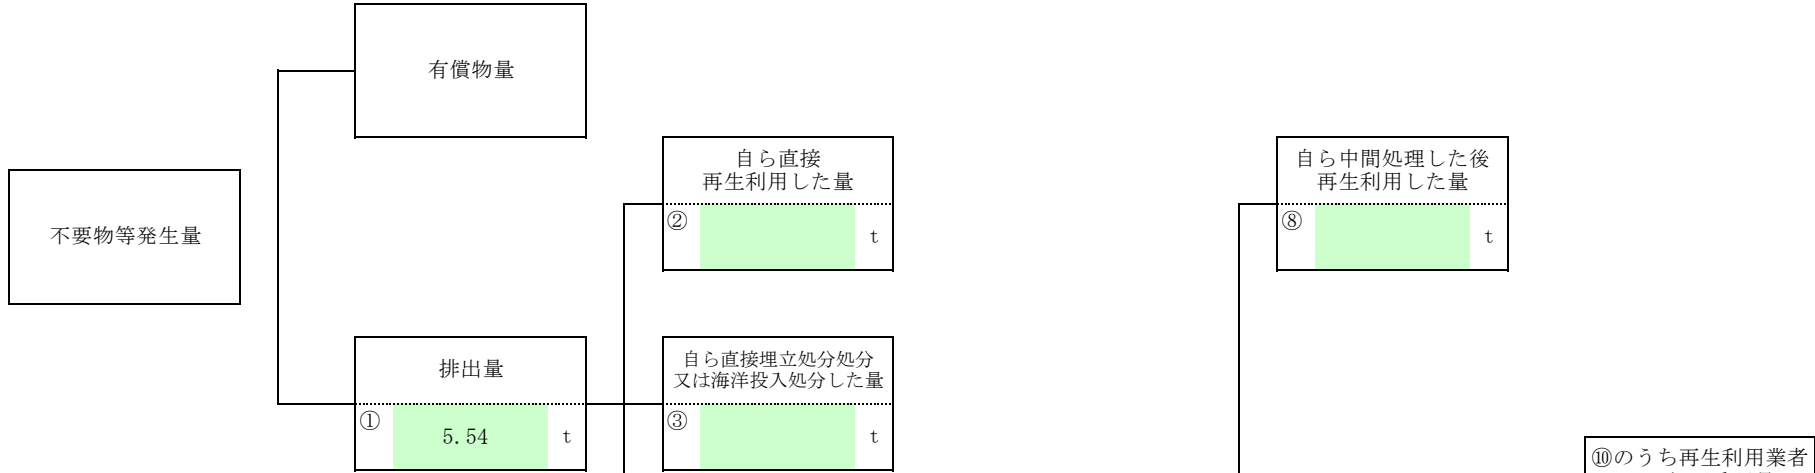 有償物量
自ら直接
再生利用した量
② t
自ら中間処理した後
再生利用した量
⑧ t
不要物等発生量
排出量
① 5.54 t
自ら直接埋立処分処分
又は海洋投入処分した量
③ t
⑩のうち再生利用業者